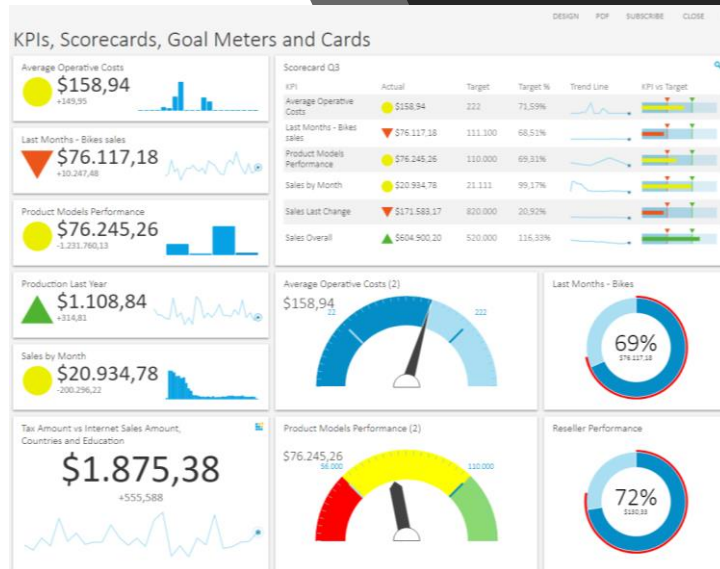 DESIGN PDF SUBSCRIBE CLOSE
KPIs, Scorecards, Goal Meters and Cards
Average Operative Costs
$158,94
+149,95
Last Months - Bikes sales
$76.117,18
+10.247,48
Product Models Performance
$76.245,26
-1.231.760,13
Production Last Year
$1.108,84
+314,81
Sales by Month
$20.934,78
-200.296,22
Tax Amount vs Internet Sales Amount,
Countries and Education
$1.875,38
+555,588
Scorecard Q3
KPI Actual Target Target % Trend Line KPI vs Target
Average Operative
Costs
$158,94 222 71,59%
Last Months - Bikes
sales
$76.117,18 111.100 68,51%
Product Models
Performance
$76.245,26 110.000 69,31%
Sales by Month $20.934,78 21.111 99,17%
Sales Last Change $171.583,17 820.000 20,92%
Sales Overall $604.900,20 520.000 116,33%
Average Operative Costs (2)
$158,94
22 222
Last Months - Bikes
69%
$76.117,18
Product Models Performance (2)
$76.245,26
56.000 110.000
Reseller Performance
72%